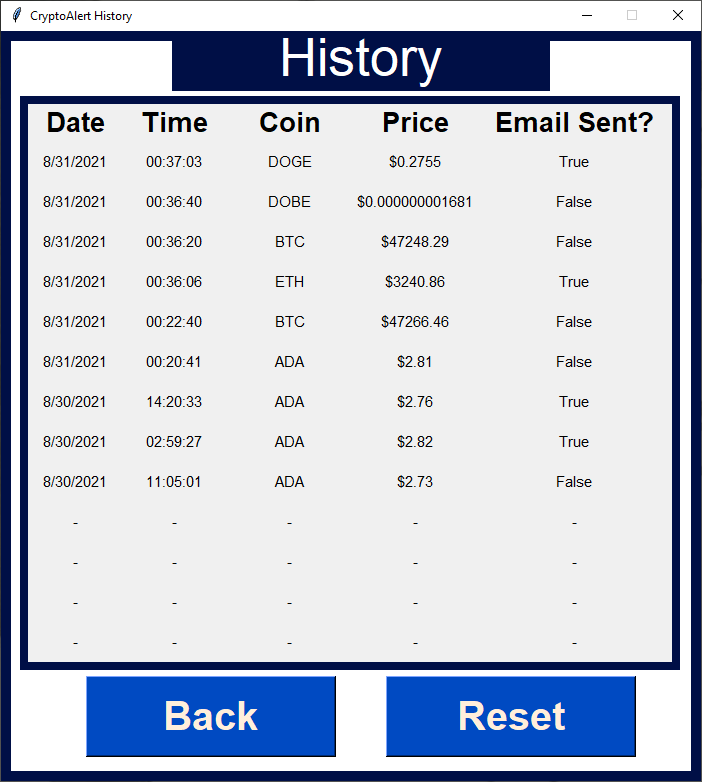 CryptoAlert History
History
Date Time Coin Price Email Sent?
8/31/2021 00:37:03 DOGE $0.2755 True
8/31/2021 00:36:40 DOBE $0.000000001681 False
8/31/2021 00:36:20 BTC $47248.29 False
8/31/2021 00:36:06 ETH $3240.86 True
8/31/2021 00:22:40 BTC $47266.46 False
8/31/2021 00:20:41 ADA $2.81 False
8/30/2021 14:20:33 ADA $2.76 True
8/30/2021 02:59:27 ADA $2.82 True
8/30/2021 11:05:01 ADA $2.73 False
- - - - -
- - - - -
- - - - -
- - - - -
Back Reset